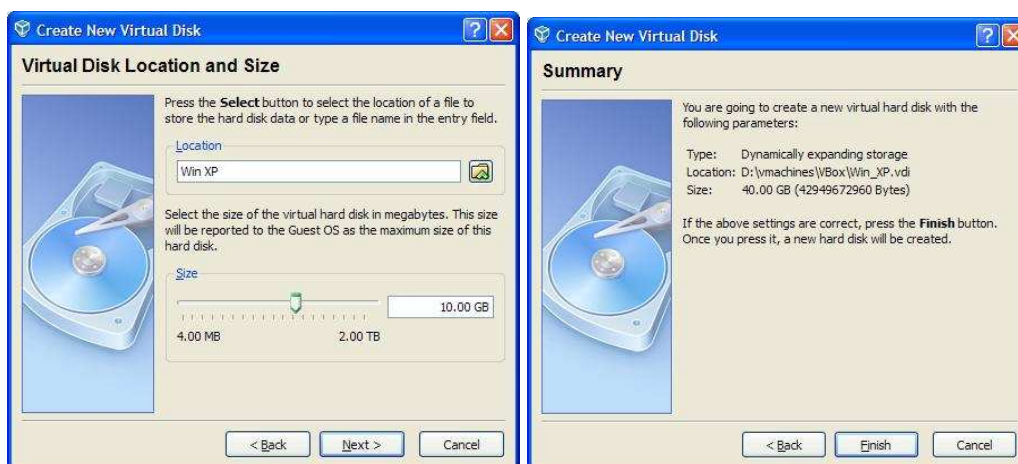 Create New Virtual Disk
Virtual Disk Location and Size
Press the Select button to select the location of a file to
store the hard disk data or type a file name in the entry field.
Location
Win XP
Select the size of the virtual hard disk in megabytes. This size
will be reported to the Guest OS as the maximum size of this
hard disk.
Size
10.00 GB
4.00 MB 2.00 TB
< Back Next > Cancel
Create New Virtual Disk
Summary
You are going to create a new virtual hard disk with the
following parameters:
Type: Dynamically expanding storage
Location: D:\vmachines\VBox\Win_XP.vdi
Size: 40.00 GB (42949672960 Bytes)
If the above settings are correct, press the Finish button.
Once you press it, a new hard disk will be created.
< Back Finish Cancel